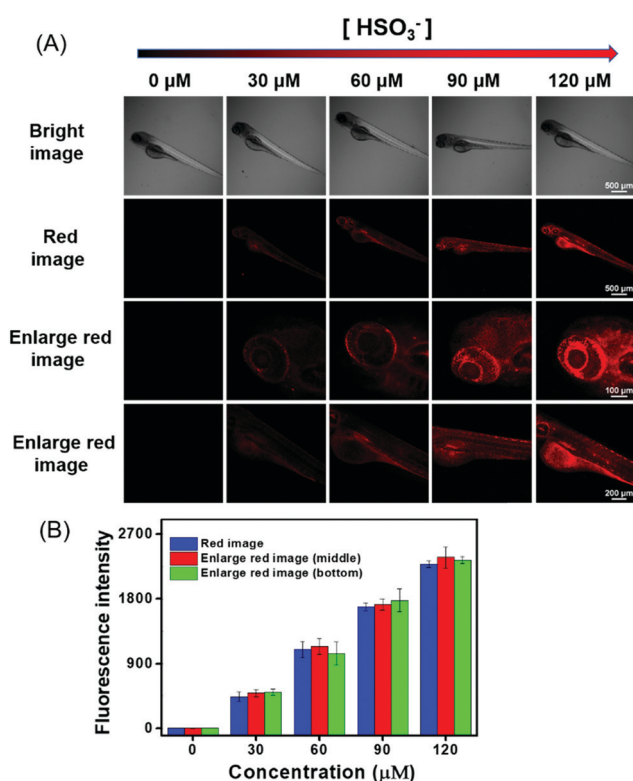 (A)
[ HSO₃⁻]
0 μM 30 μM 60 μM 90 μM 120 μM
Bright
image
500 μm
Red
image
500 μm
Enlarge red
image
100 μm
Enlarge red
image
200 μm
(B)
Fluorescence intensity
2700
1800
900
0
Red image
Enlarge red image (middle)
Enlarge red image (bottom)
0 30 60 90 120
Concentration (μM)